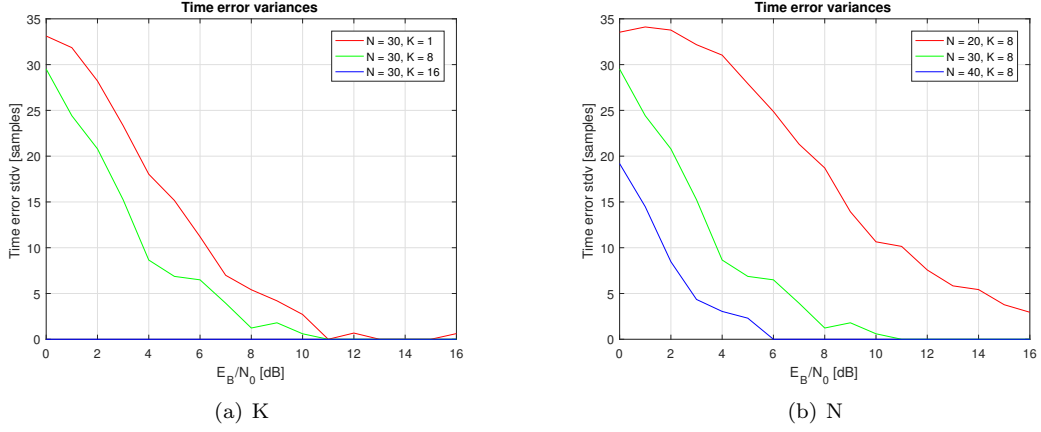 Time error variances
35
30
25
20
15
10
5
0
Time error stdv [samples]
N = 30, K = 1
N = 30, K = 8
N = 30, K = 16
0 2 4 6 8 10 12 14 16
E_B/N_0 [dB]
(a) K
Time error variances
35
30
25
20
15
10
5
0
Time error stdv [samples]
N = 20, K = 8
N = 30, K = 8
N = 40, K = 8
0 2 4 6 8 10 12 14 16
E_B/N_0 [dB]
(b) N